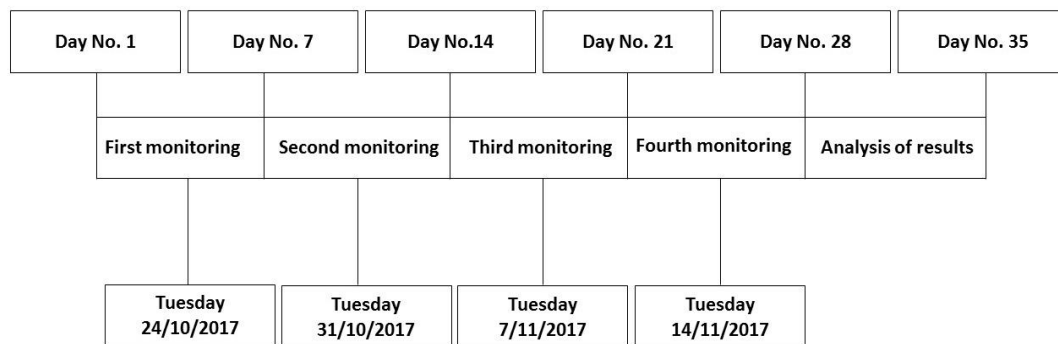 Day No. 1
Day No. 7
Day No.14
Day No. 21
Day No. 28
Day No. 35
First monitoring
Second monitoring
Third monitoring
Fourth monitoring
Analysis of results
Tuesday
24/10/2017
Tuesday
31/10/2017
Tuesday
7/11/2017
Tuesday
14/11/2017